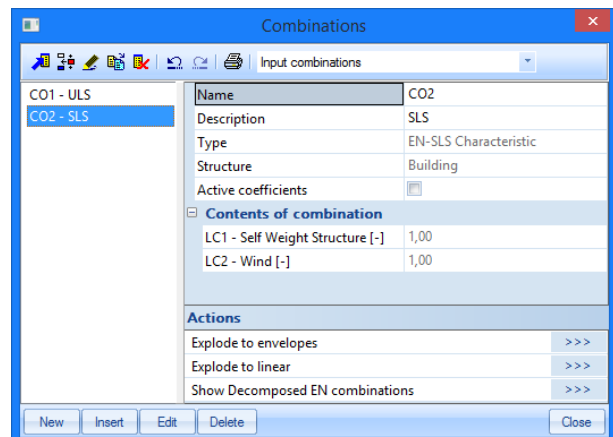 Combinations
Input combinations
CO1 - ULS
CO2 - SLS
Name CO2
Description SLS
Type EN-SLS Characteristic
Structure Building
Active coefficients
Contents of combination
LC1 - Self Weight Structure [-] 1,00
LC2 - Wind [-] 1,00
Actions
Explode to envelopes >>>
Explode to linear >>>
Show Decomposed EN combinations >>>
New Insert Edit Delete Close